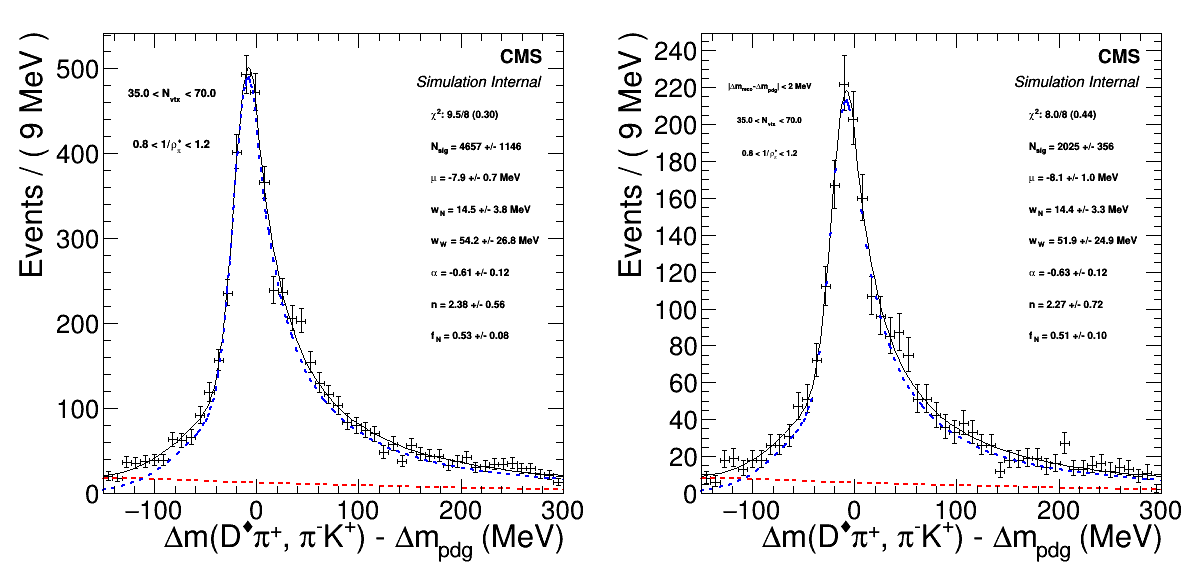 CMS
Simulation Internal
35.0 < N_vtx < 70.0
0.8 < 1/ρ_π^♦ < 1.2
χ²: 9.5/8 (0.30)
N_sig = 4657 +/- 1146
μ = -7.9 +/- 0.7 MeV
w_N = 14.5 +/- 3.8 MeV
w_W = 54.2 +/- 26.8 MeV
α = -0.61 +/- 0.12
n = 2.38 +/- 0.56
f_N = 0.53 +/- 0.08
Events / ( 9 MeV )
500
400
300
200
100
0
−100 0 100 200 300
Δm(D♦π⁺, π⁻K⁺) - Δm_pdg (MeV)
CMS
Simulation Internal
|Δm_reco-Δm_pdg| < 2 MeV
35.0 < N_vtx < 70.0
0.8 < 1/ρ_π^♦ < 1.2
χ²: 8.0/8 (0.44)
N_sig = 2025 +/- 356
μ = -8.1 +/- 1.0 MeV
w_N = 14.4 +/- 3.3 MeV
w_W = 51.9 +/- 24.9 MeV
α = -0.63 +/- 0.12
n = 2.27 +/- 0.72
f_N = 0.51 +/- 0.10
Events / ( 9 MeV )
240
220
200
180
160
140
120
100
80
60
40
20
0
−100 0 100 200 300
Δm(D♦π⁺, π⁻K⁺) - Δm_pdg (MeV)